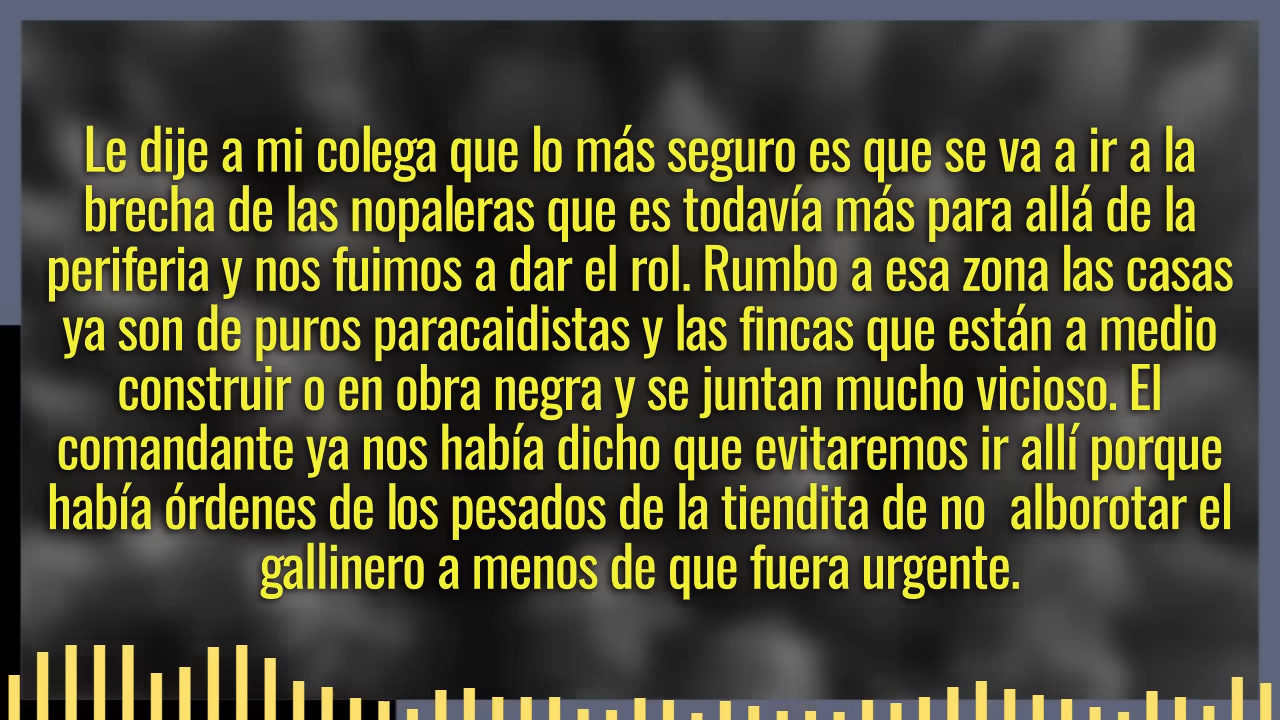 Le dije a mi colega que lo más seguro es que se va a ir a la
brecha de las nopaleras que es todavía más para allá de la
periferia y nos fuimos a dar el rol. Rumbo a esa zona las casas
ya son de puros paracaidistas y las fincas que están a medio
construir o en obra negra y se juntan mucho vicioso. El
comandante ya nos había dicho que evitaremos ir allí porque
había órdenes de los pesados de la tiendita de no  alborotar el
gallinero a menos de que fuera urgente.